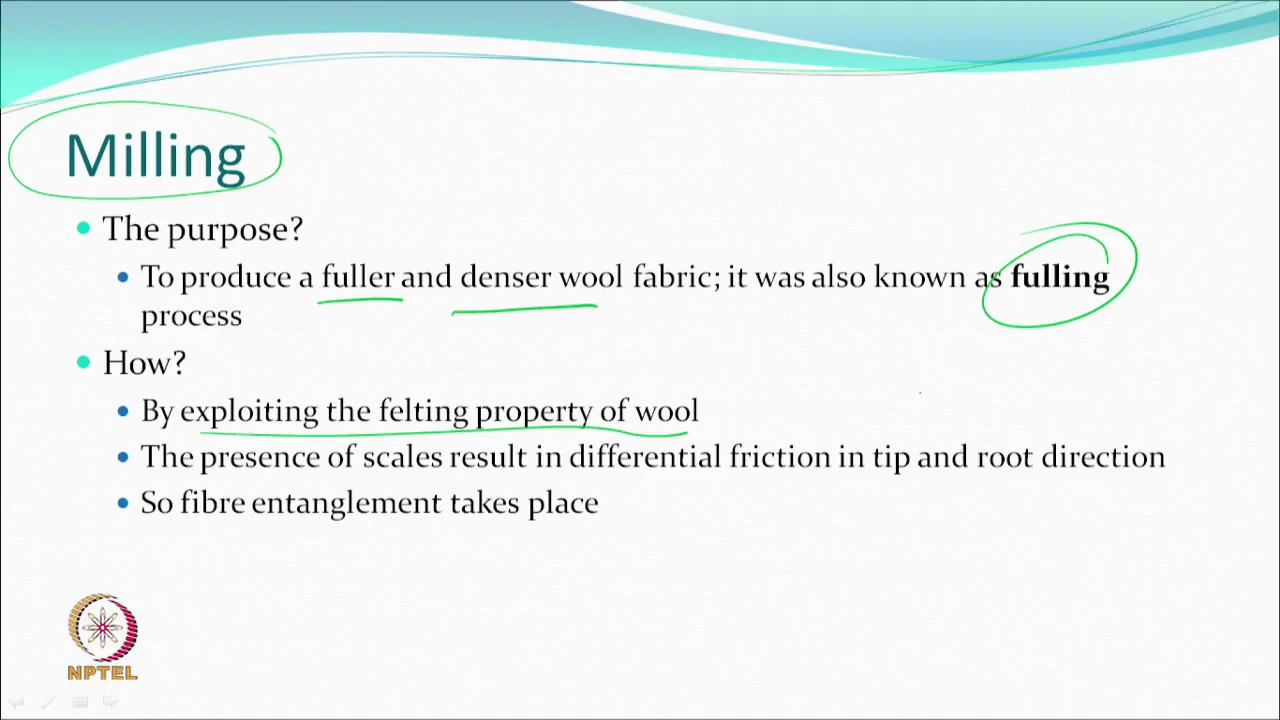 Milling
The purpose?
To produce a fuller and denser wool fabric; it was also known as fulling
process
How?
By exploiting the felting property of wool
The presence of scales result in differential friction in tip and root direction
So fibre entanglement takes place
NPTEL